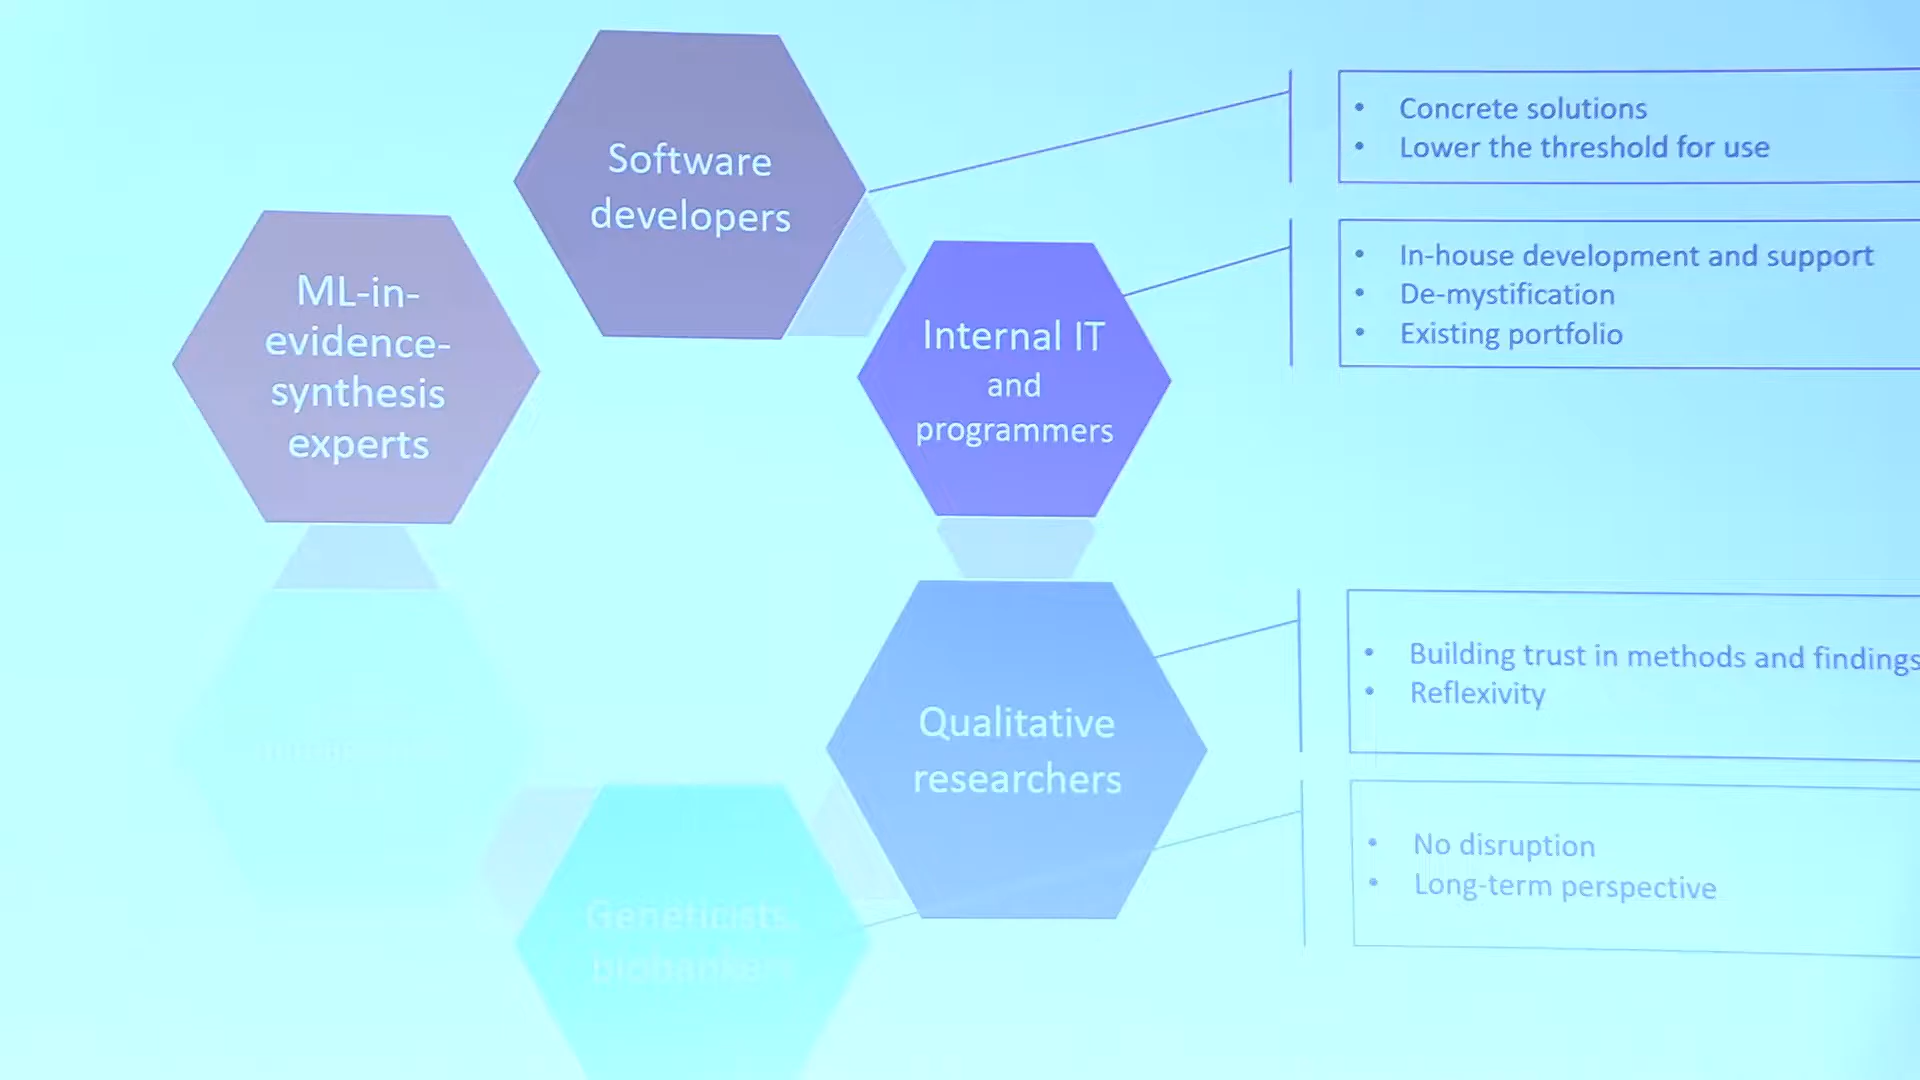 Software
developers
ML-in-
evidence-
synthesis
experts
Internal IT
and
programmers
Qualitative
researchers
Geneticists,
biobankers
• Concrete solutions
• Lower the threshold for use
• In-house development and support
• De-mystification
• Existing portfolio
• Building trust in methods and findings
• Reflexivity
• No disruption
• Long-term perspective